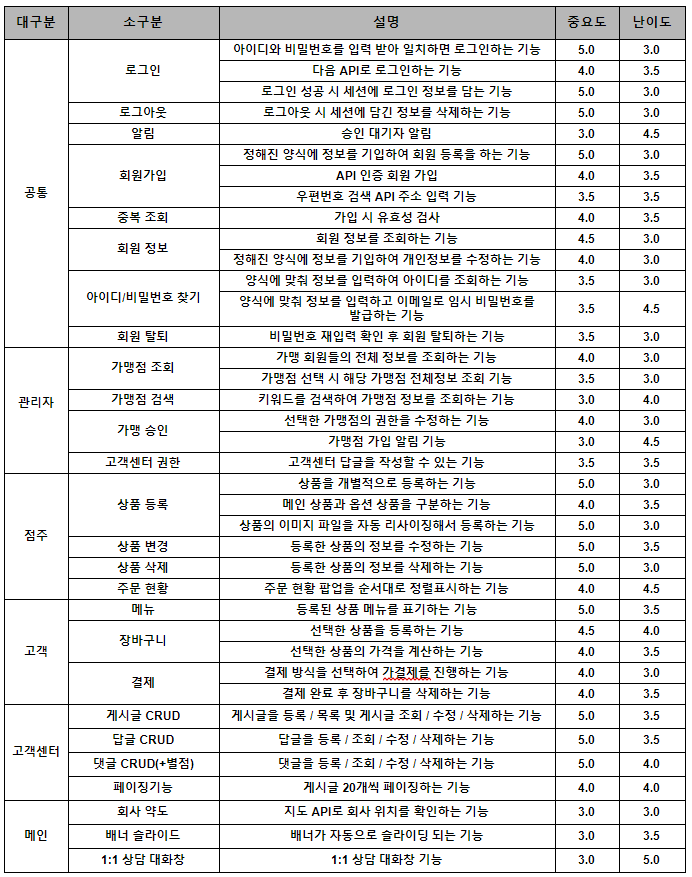 대구분 소구분 설명 중요도 난이도
공통 로그인 아이디와 비밀번호를 입력 받아 일치하면 로그인하는 기능 5.0 3.0
다음 API로 로그인하는 기능 4.0 3.5
로그인 성공 시 세션에 로그인 정보를 담는 기능 5.0 3.0
로그아웃 로그아웃 시 세션에 담긴 정보를 삭제하는 기능 5.0 3.0
알림 승인 대기자 알림 3.0 4.5
회원가입 정해진 양식에 정보를 기입하여 회원 등록을 하는 기능 5.0 3.0
API 인증 회원 가입 4.0 3.5
우편번호 검색 API 주소 입력 기능 3.5 3.5
중복 조회 가입 시 유효성 검사 4.0 3.5
회원 정보 회원 정보를 조회하는 기능 4.5 3.0
정해진 양식에 정보를 기입하여 개인정보를 수정하는 기능 4.0 3.0
아이디/비밀번호 찾기 양식에 맞춰 정보를 입력하여 아이디를 조회하는 기능 3.5 3.0
양식에 맞춰 정보를 입력하고 이메일로 임시 비밀번호를
발급하는 기능 3.5 4.5
회원 탈퇴 비밀번호 재입력 확인 후 회원 탈퇴하는 기능 3.5 3.0
관리자 가맹점 조회 가맹 회원들의 전체 정보를 조회하는 기능 4.0 3.0
가맹점 선택 시 해당 가맹점 전체정보 조회 기능 3.5 3.0
가맹점 검색 키워드를 검색하여 가맹점 정보를 조회하는 기능 3.0 4.0
가맹 승인 선택한 가맹점의 권한을 수정하는 기능 4.0 3.0
가맹점 가입 알림 기능 3.0 4.5
고객센터 권한 고객센터 답글을 작성할 수 있는 기능 3.5 3.5
점주 상품 등록 상품을 개별적으로 등록하는 기능 5.0 3.0
메인 상품과 옵션 상품을 구분하는 기능 4.0 3.5
상품의 이미지 파일을 자동 리사이징해서 등록하는 기능 5.0 3.0
상품 변경 등록한 상품의 정보를 수정하는 기능 5.0 3.5
상품 삭제 등록한 상품의 정보를 삭제하는 기능 5.0 3.0
주문 현황 주문 현황 팝업을 순서대로 정렬표시하는 기능 4.0 4.5
고객 메뉴 등록된 상품 메뉴를 표기하는 기능 5.0 3.5
장바구니 선택한 상품을 등록하는 기능 4.5 4.0
선택한 상품의 가격을 계산하는 기능 4.0 3.5
결제 결제 방식을 선택하여 가결제를 진행하는 기능 4.0 3.0
결제 완료 후 장바구니를 삭제하는 기능 4.0 3.5
고객센터 게시글 CRUD 게시글을 등록 / 목록 및 게시글 조회 / 수정 / 삭제하는 기능 5.0 3.5
답글 CRUD 답글을 등록 / 조회 / 수정 / 삭제하는 기능 5.0 3.5
댓글 CRUD(+별점) 댓글을 등록 / 조회 / 수정 / 삭제하는 기능 5.0 4.0
페이징기능 게시글 20개씩 페이징하는 기능 4.0 4.0
메인 회사 약도 지도 API로 회사 위치를 확인하는 기능 3.0 3.0
배너 슬라이드 배너가 자동으로 슬라이딩 되는 기능 3.0 3.5
1:1 상담 대화창 1:1 상담 대화창 기능 3.0 5.0